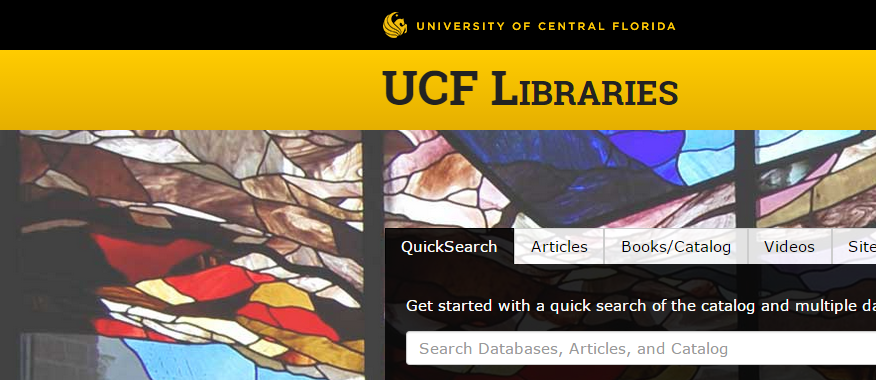 UNIVERSITY OF CENTRAL FLORIDA
UCF LIBRARIES
QuickSearch Articles Books/Catalog Videos Site
Get started with a quick search of the catalog and multiple da
Search Databases, Articles, and Catalog